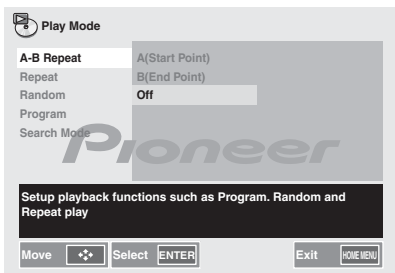 Play Mode
A-B Repeat A(Start Point)
Repeat B(End Point)
Random Off
Program
Search Mode
Pioneer
Setup playback functions such as Program. Random and
Repeat play
Move Select ENTER Exit HOME MENU